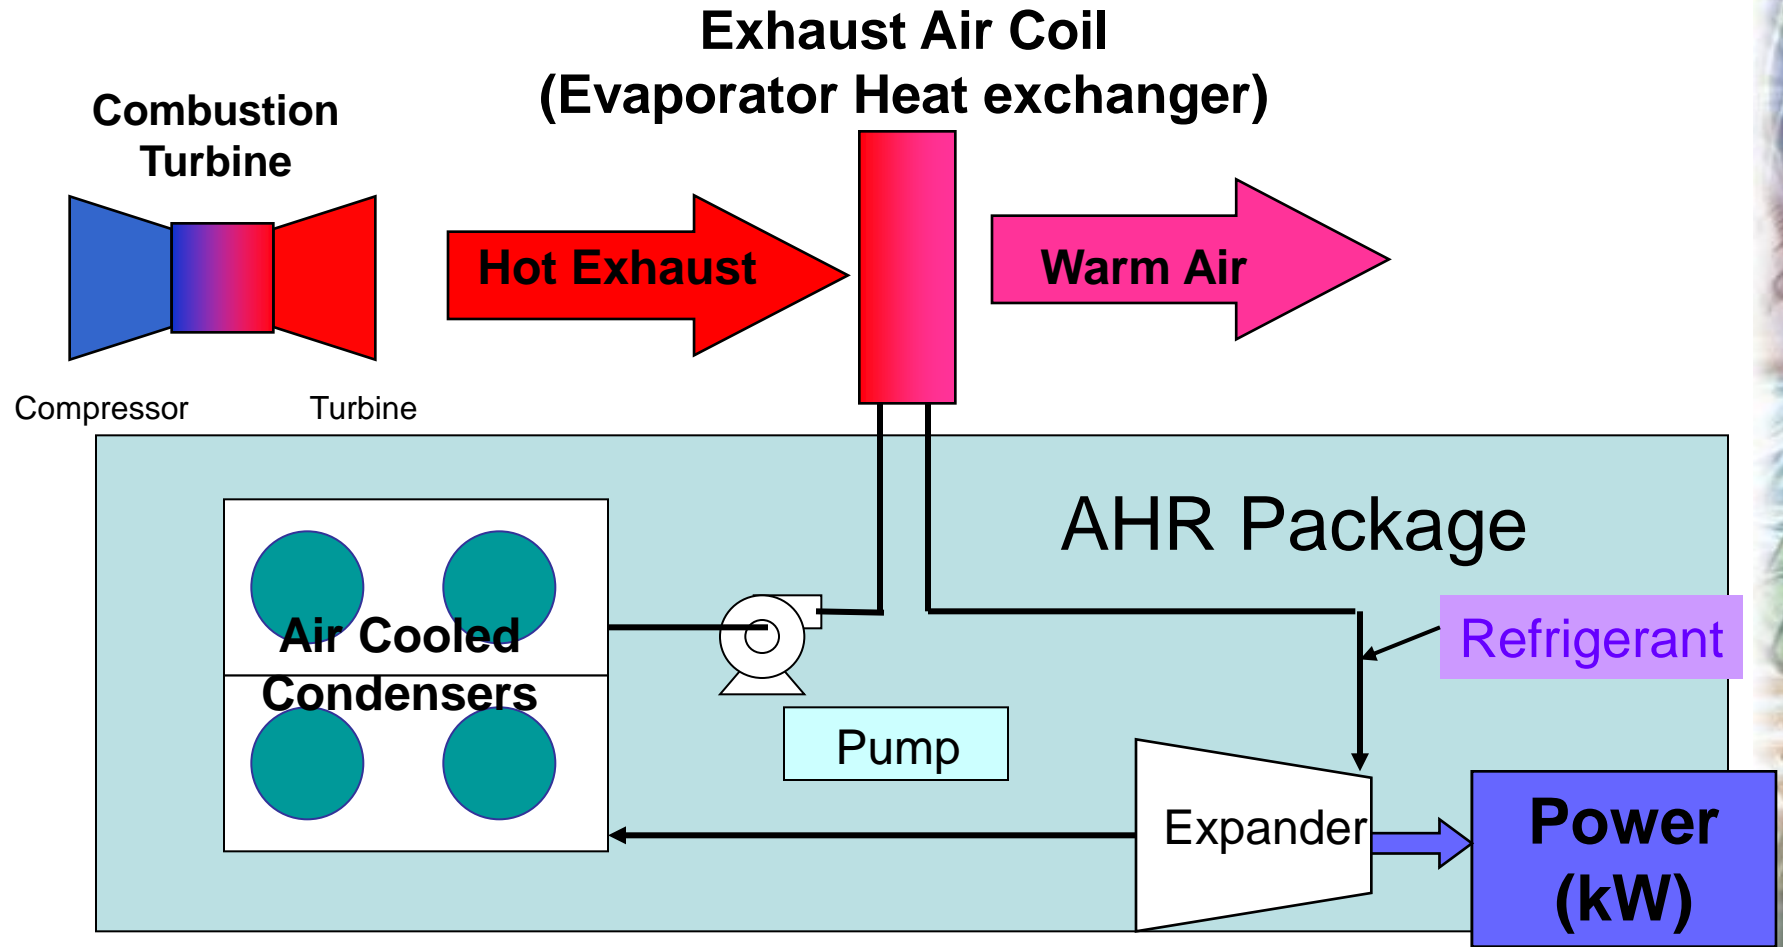 Exhaust Air Coil
(Evaporator Heat exchanger)
Combustion
Turbine
Hot Exhaust
Warm Air
Compressor
Turbine
AHR Package
Air Cooled
Condensers
Refrigerant
Pump
Expander
Power
(kW)